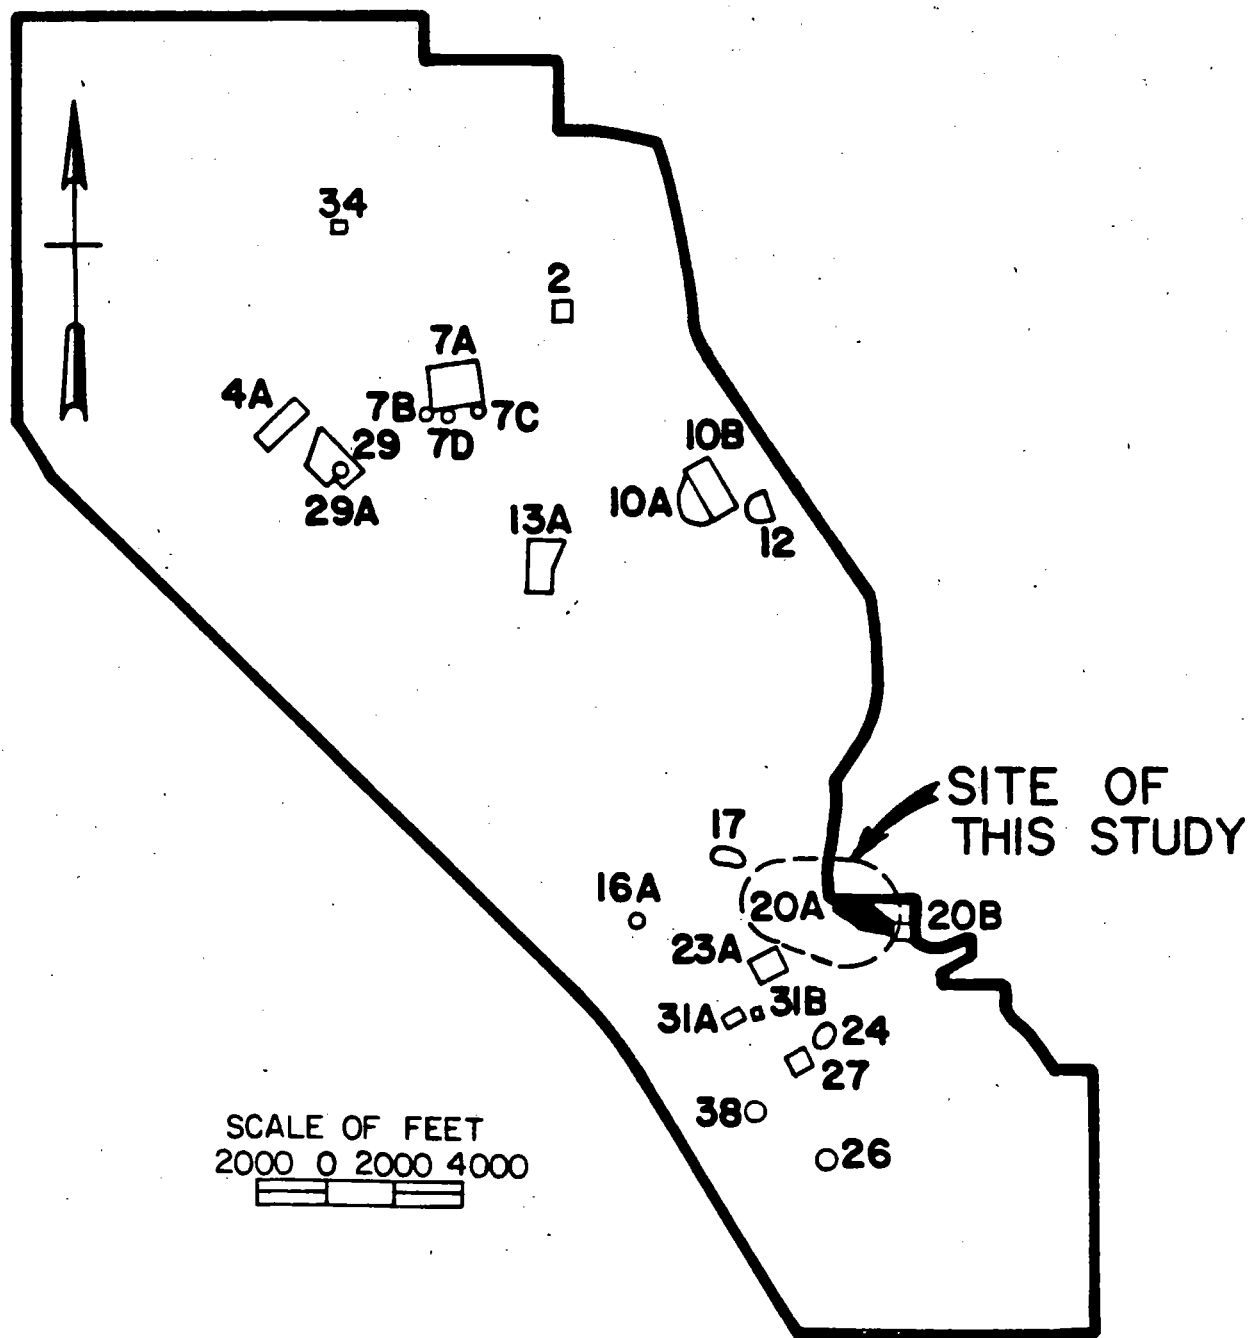 34
2
7A
4A
7B
7C
29
7D
10B
29A
10A
13A
12
SITE OF
THIS STUDY
17
16A
20A
20B
23A
31A
31B
24
27
38
26
SCALE OF FEET
2000 0 2000 4000